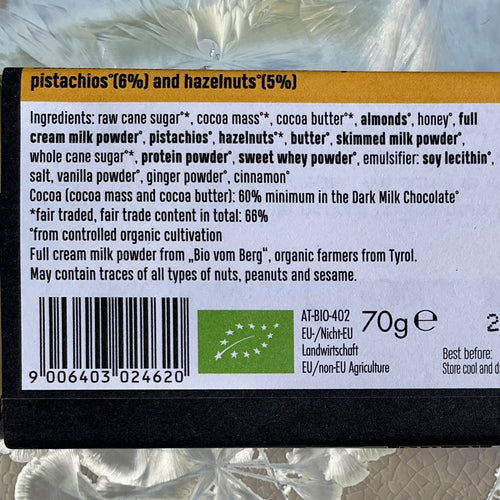 pistachios°(6%) and hazelnuts°(5%)
Ingredients: raw cane sugar°*, cocoa mass°*, cocoa butter°*, almonds°, honey°, full
cream milk powder°, pistachios°, hazelnuts°*, butter°, skimmed milk powder°,
whole cane sugar°*, protein powder°, sweet whey powder°, emulsifier: soy lecithin°,
salt, vanilla powder°, ginger powder°, cinnamon°
Cocoa (cocoa mass and cocoa butter): 60% minimum in the Dark Milk Chocolate°
*fair traded, fair trade content in total: 66%
°from controlled organic cultivation
Full cream milk powder from „Bio vom Berg“, organic farmers from Tyrol.
May contain traces of all types of nuts, peanuts and sesame.
9 006403 024620
AT-BIO-402
EU-/Nicht-EU
Landwirtschaft
EU/non-EU Agriculture
70g e
2
Best before:
Store cool and d